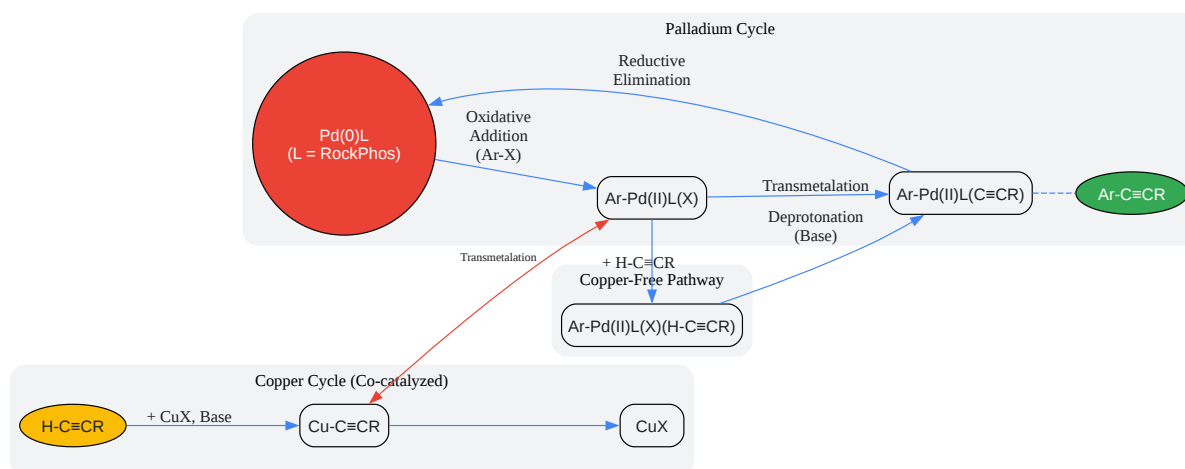 Palladium Cycle
Reductive
Elimination
Oxidative
Addition
(Ar-X)
Pd(0)L
(L = RockPhos)
Ar-Pd(II)L(X)
Transmetalation
Ar-Pd(II)L(C≡CR)
Ar-C≡CR
Deprotonation
(Base)
Transmetalation
+ H-C≡CR
Copper-Free Pathway
Ar-Pd(II)L(X)(H-C≡CR)
Copper Cycle (Co-catalyzed)
H-C≡CR
+ CuX, Base
Cu-C≡CR
CuX